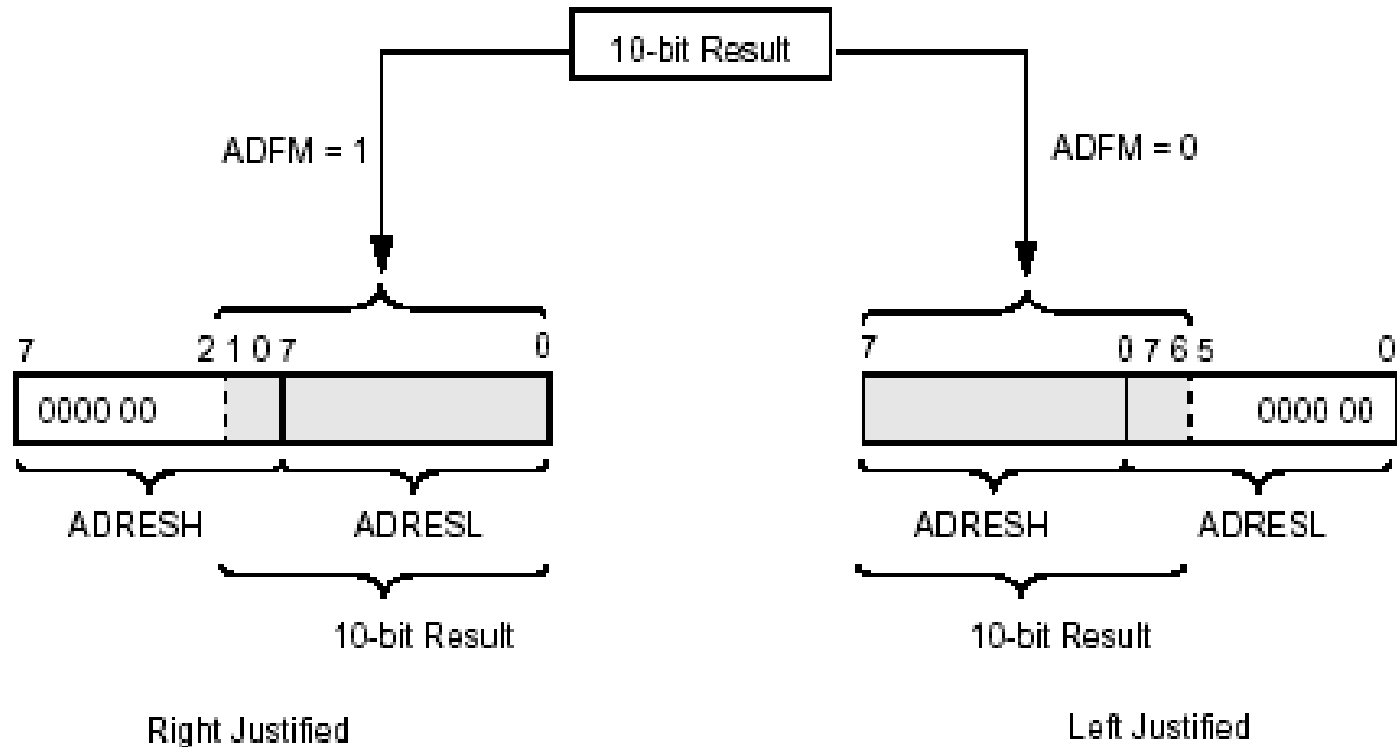 10-bit Result
ADFM = 1
ADFM = 0
7 2 1 0 7 0
7 0 7 6 5 0
0000 00
0000 00
ADRESH
ADRESL
ADRESH
ADRESL
10-bit Result
10-bit Result
Right Justified
Left Justified